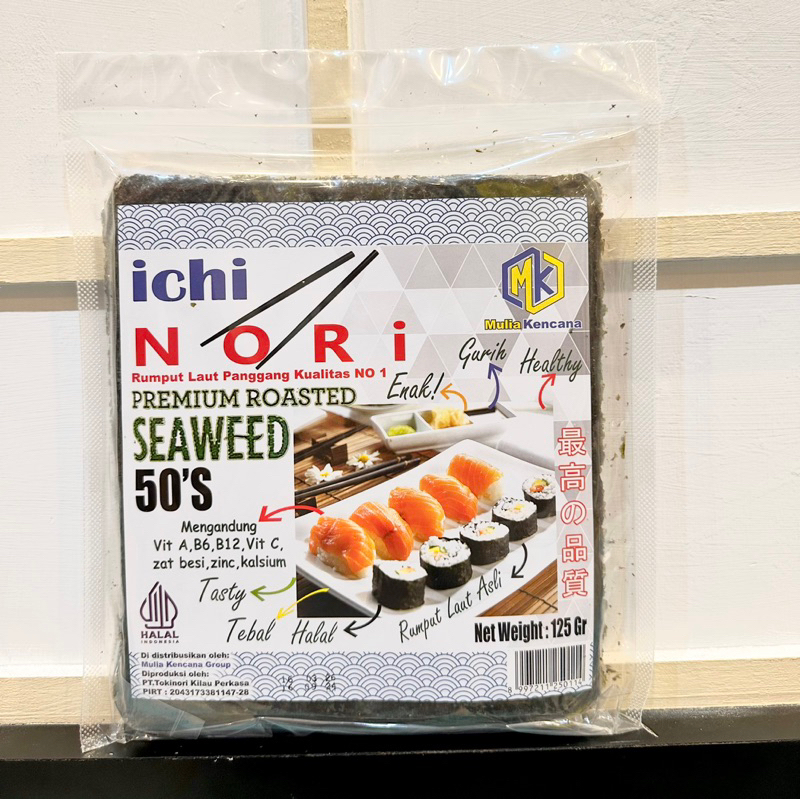 ichi
NORi
Rumput Laut Panggang Kualitas NO 1
PREMIUM ROASTED
SEAWEED
50'S
MK
Mulia Kencana
Enak!
Gurih
Healthy
最高の品質
Mengandung
Vit A,B6,B12,Vit C,
zat besi,zinc,kalsium
Tasty
Tebal
Halal
Rumput Laut Asli
HALAL
INDONESIA
Net Weight : 125 Gr
Di distribusikan oleh:
Mulia Kencana Group
Diproduksi oleh:
PT.Tokinori Kilau Perkasa
PIRT : 2043173381147-28